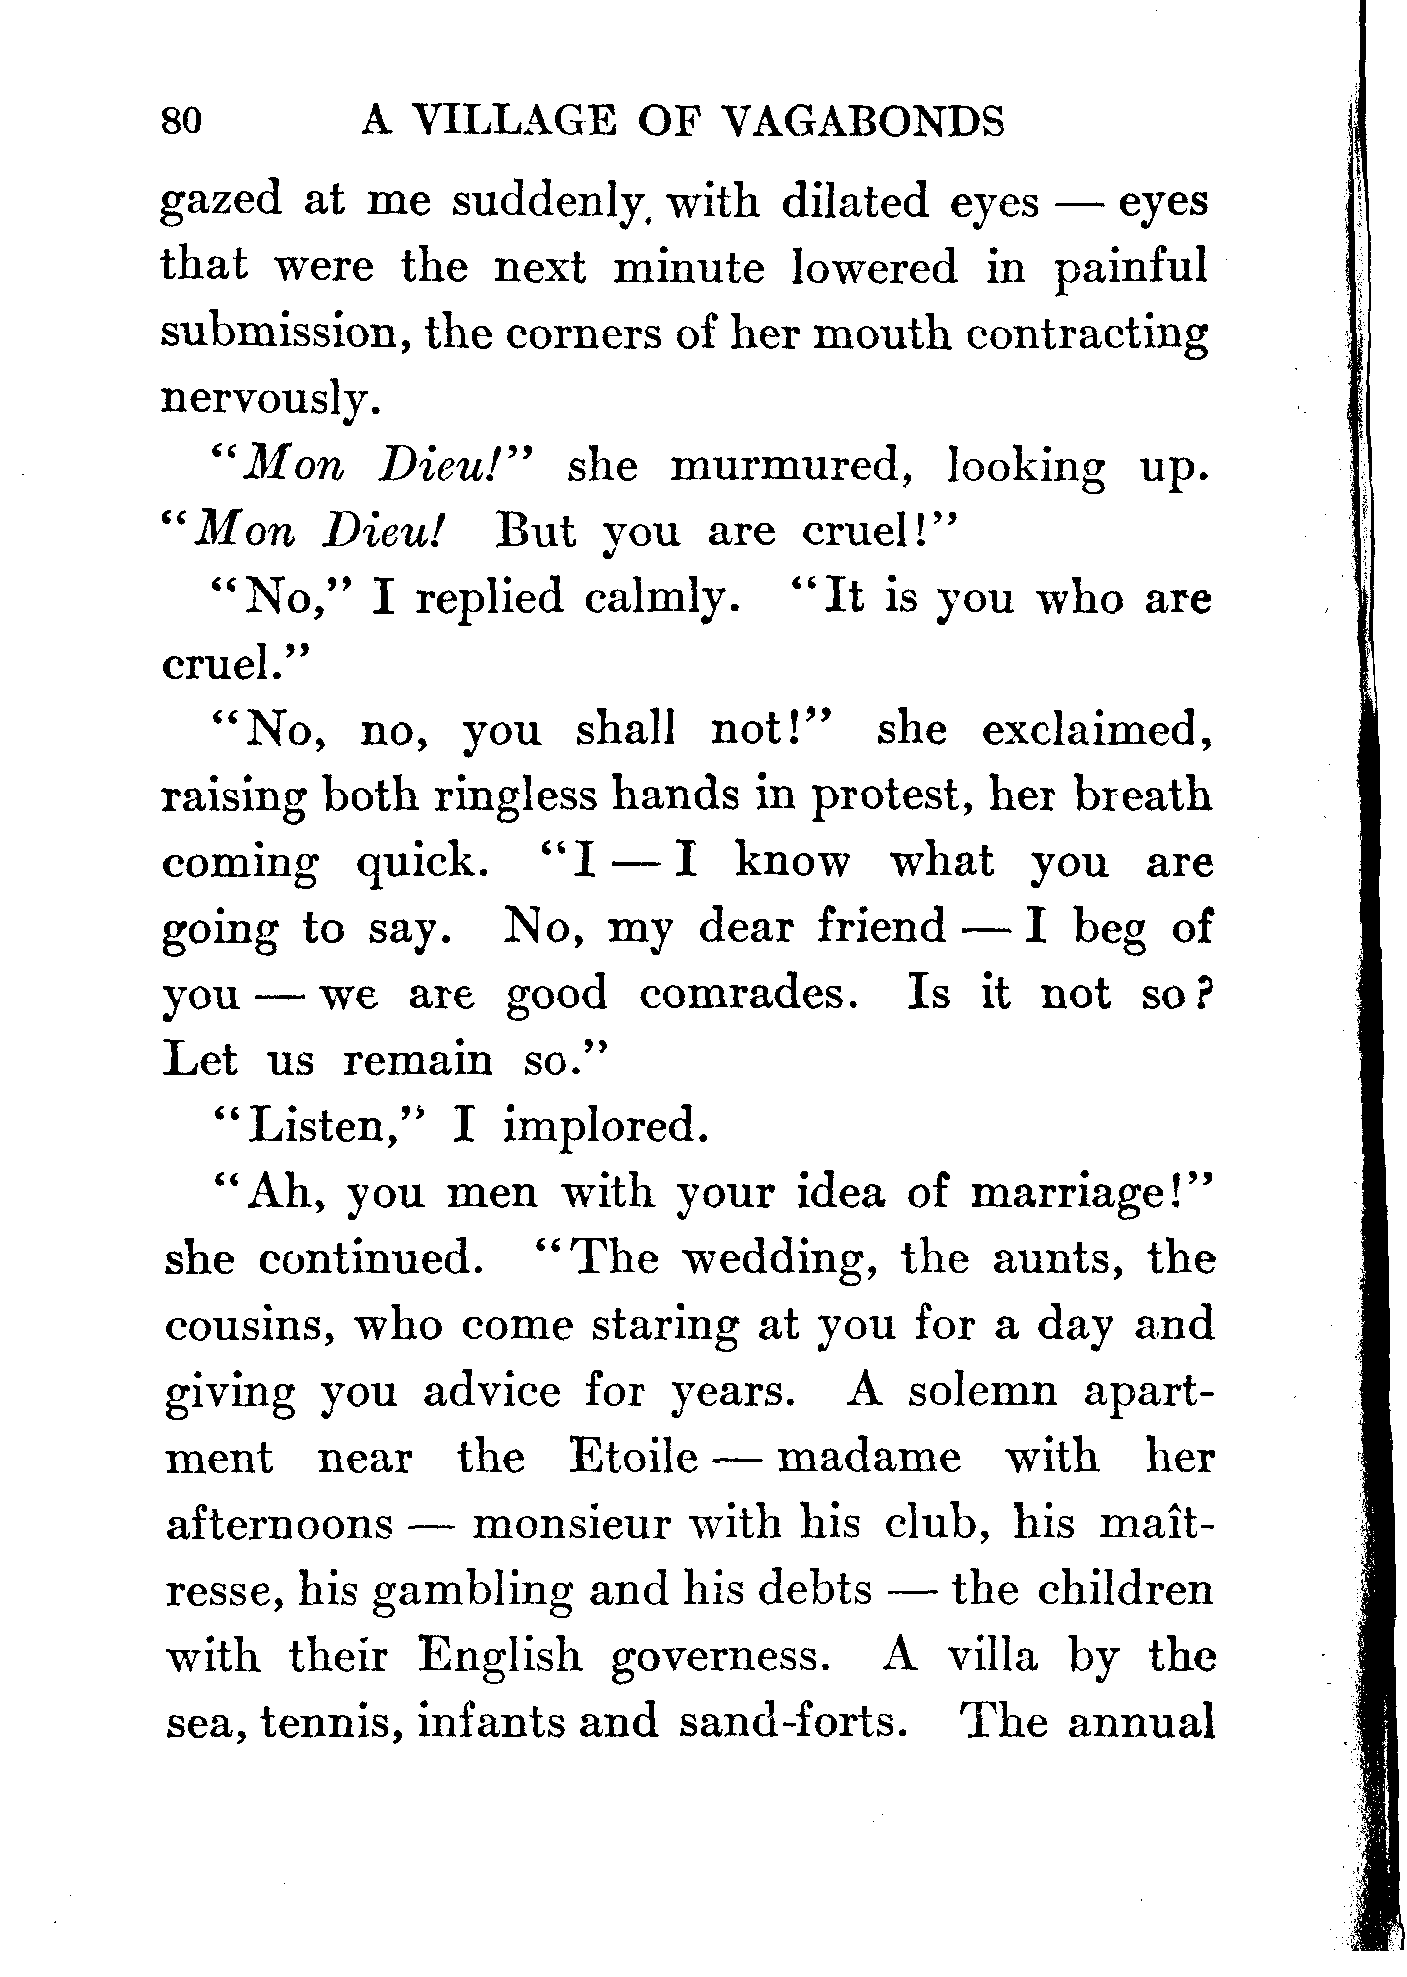 80 A VILLAGE OF VAGABONDS
gazed at me suddenly, with dilated eyes — eyes
that were the next minute lowered in painful
submission, the corners of her mouth contracting
nervously.
"Mon Dieu!" she murmured, looking up.
"Mon Dieu! But you are cruel!"
"No," I replied calmly. "It is you who are
cruel."
"No, no, you shall not!" she exclaimed,
raising both ringless hands in protest, her breath
coming quick. "I — I know what you are
going to say. No, my dear friend — I beg of
you — we are good comrades. Is it not so?
Let us remain so."
"Listen," I implored.
"Ah, you men with your idea of marriage!"
she continued. "The wedding, the aunts, the
cousins, who come staring at you for a day and
giving you advice for years. A solemn apart-
ment near the Etoile — madame with her
afternoons — monsieur with his club, his maît-
resse, his gambling and his debts — the children
with their English governess. A villa by the
sea, tennis, infants and sand-forts. The annual